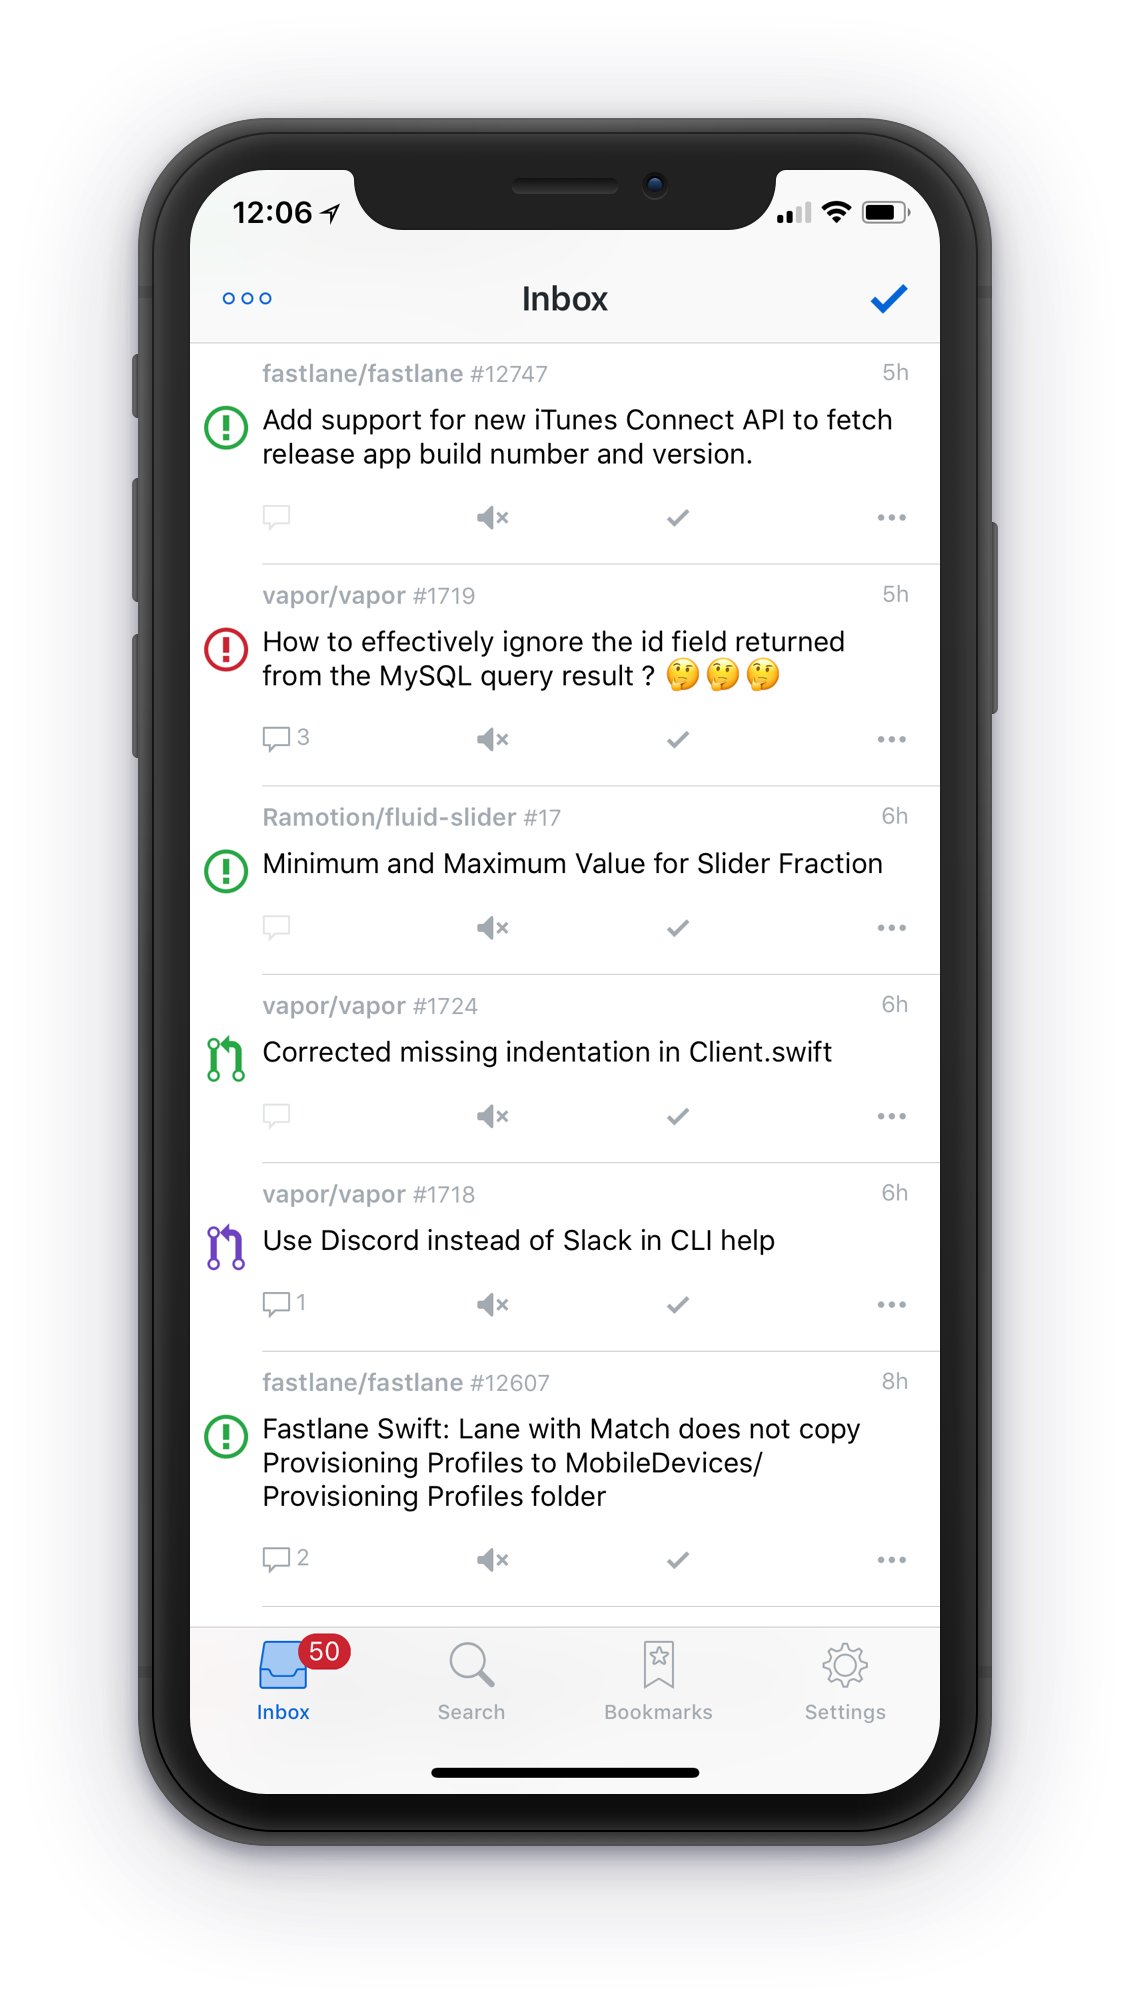 12:06
Inbox
fastlane/fastlane #12747 5h
Add support for new iTunes Connect API to fetch
release app build number and version.
vapor/vapor #1719 5h
How to effectively ignore the id field returned
from the MySQL query result ? 🤔🤔🤔
3
Ramotion/fluid-slider #17 6h
Minimum and Maximum Value for Slider Fraction
vapor/vapor #1724 6h
Corrected missing indentation in Client.swift
vapor/vapor #1718 6h
Use Discord instead of Slack in CLI help
1
fastlane/fastlane #12607 8h
Fastlane Swift: Lane with Match does not copy
Provisioning Profiles to MobileDevices/
Provisioning Profiles folder
2
50
Inbox Search Bookmarks Settings